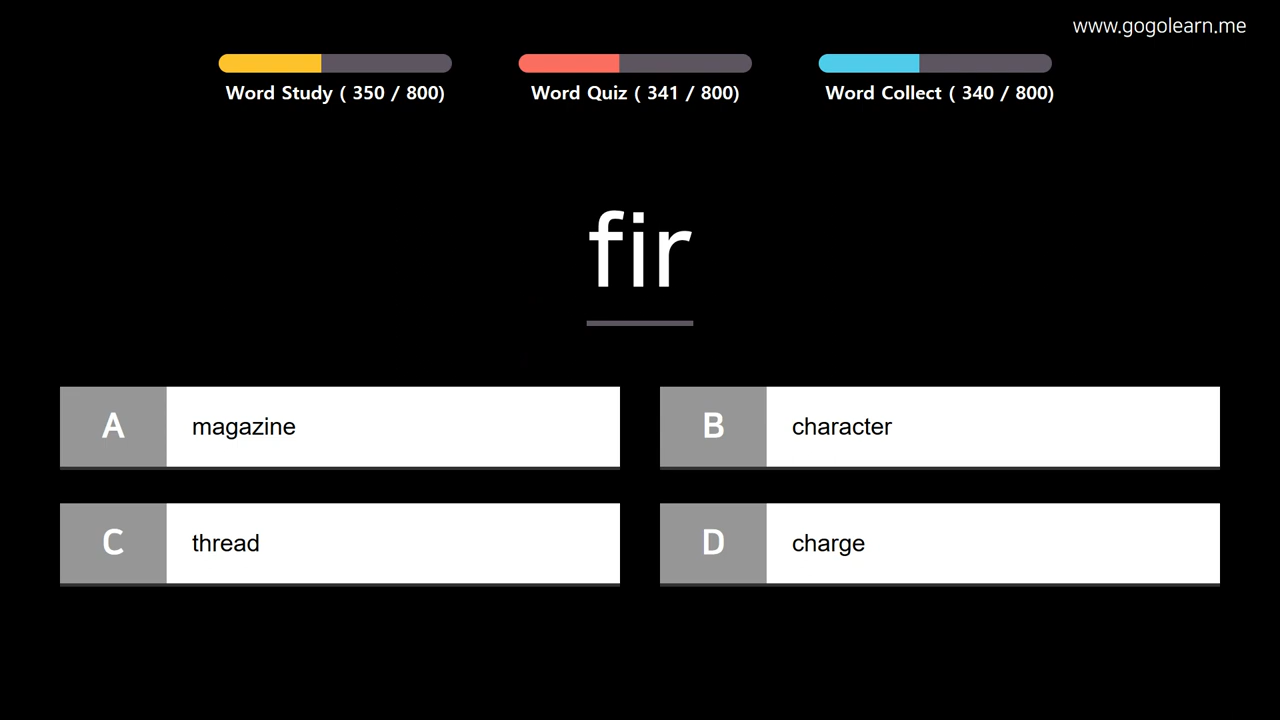 www.gogolearn.me
Word Study ( 350 / 800)
Word Quiz ( 341 / 800)
Word Collect ( 340 / 800)
fir
A magazine
B character
C thread
D charge